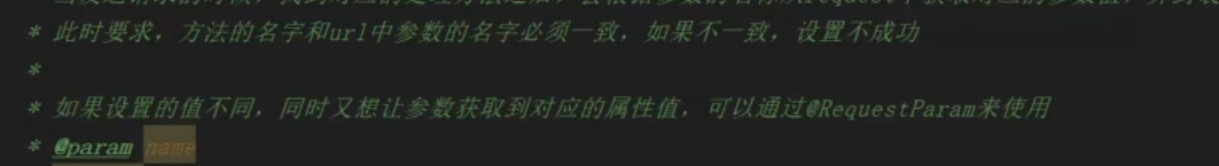 * 此时要求，方法的名字和url中参数的名字必须一致，如果不一致，设置不成功
*
* 如果设置的值不同，同时又想让参数获取到对应的属性值，可以通过@RequestParam来使用
* @param name